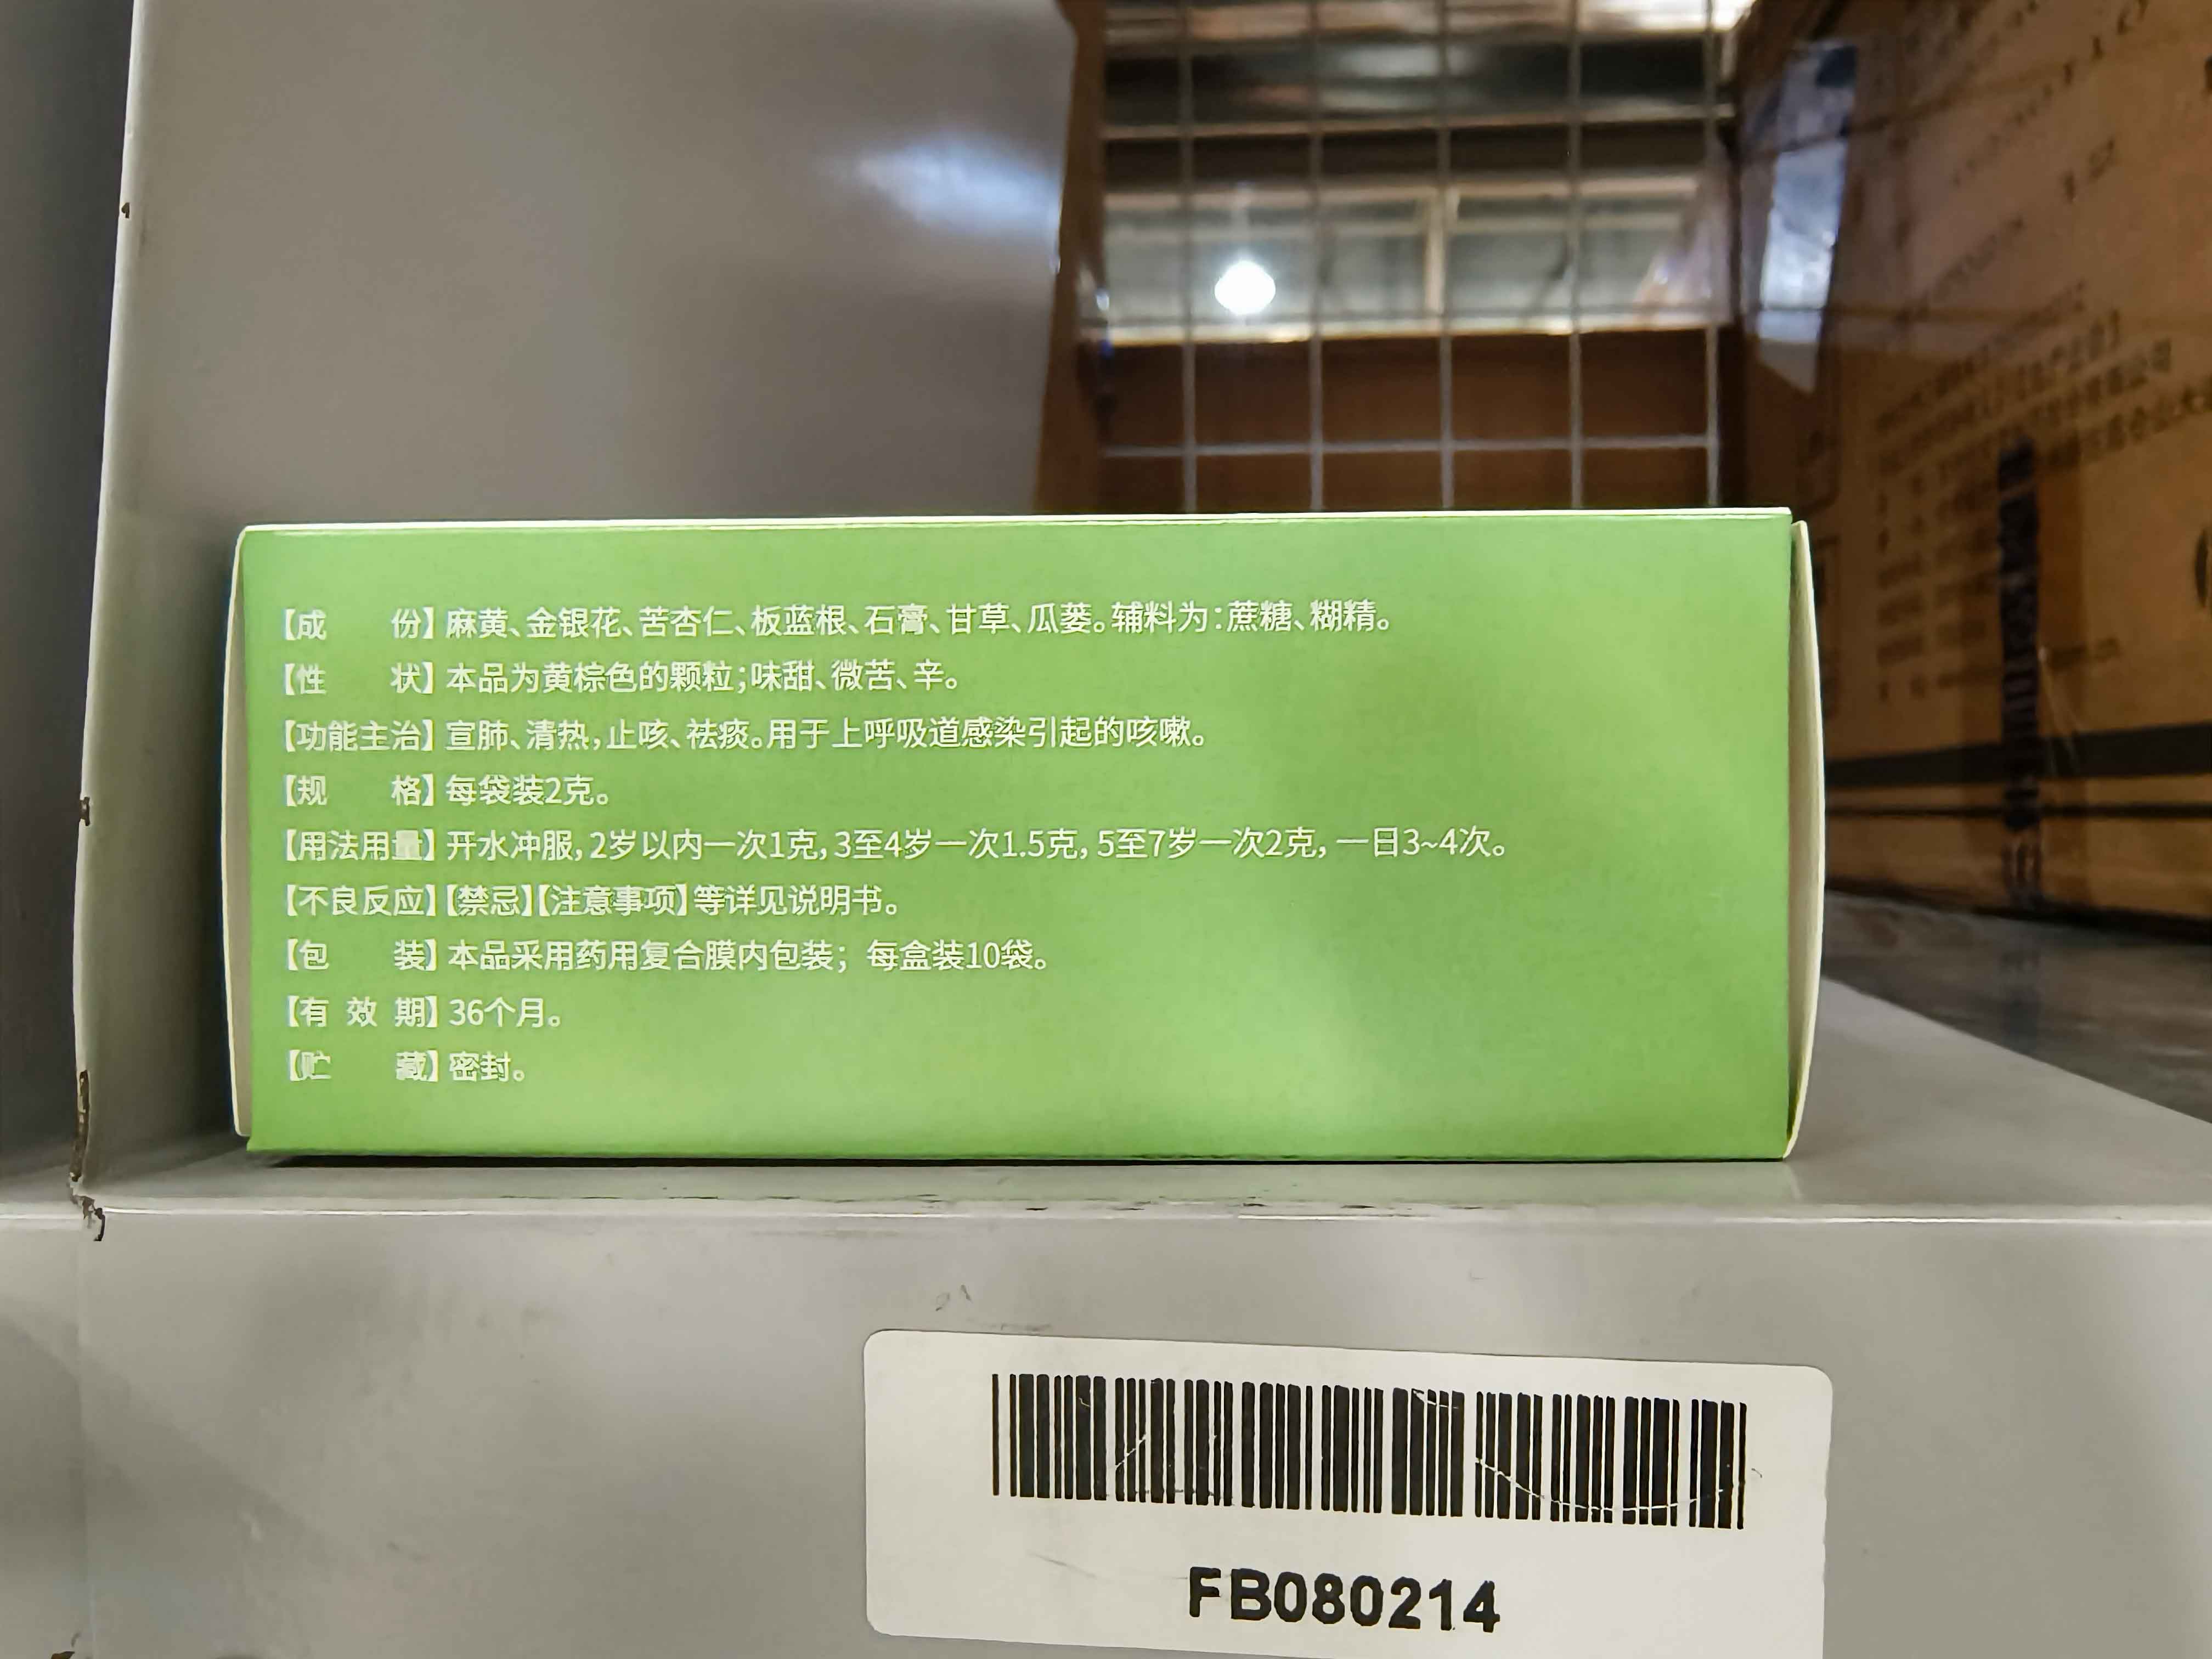 【成　　份】麻黄、金银花、苦杏仁、板蓝根、石膏、甘草、瓜蒌。辅料为:蔗糖、糊精。
【性　　状】本品为黄棕色的颗粒;味甜、微苦、辛。
【功能主治】宣肺、清热,止咳、祛痰。用于上呼吸道感染引起的咳嗽。
【规　　格】每袋装2克。
【用法用量】开水冲服,2岁以内一次1克,3至4岁一次1.5克,5至7岁一次2克,一日3~4次。
【不良反应】【禁忌】【注意事项】等详见说明书。
【包　　装】本品采用药用复合膜内包装;每盒装10袋。
【有 效 期】36个月。
【贮　　藏】密封。
FB080214